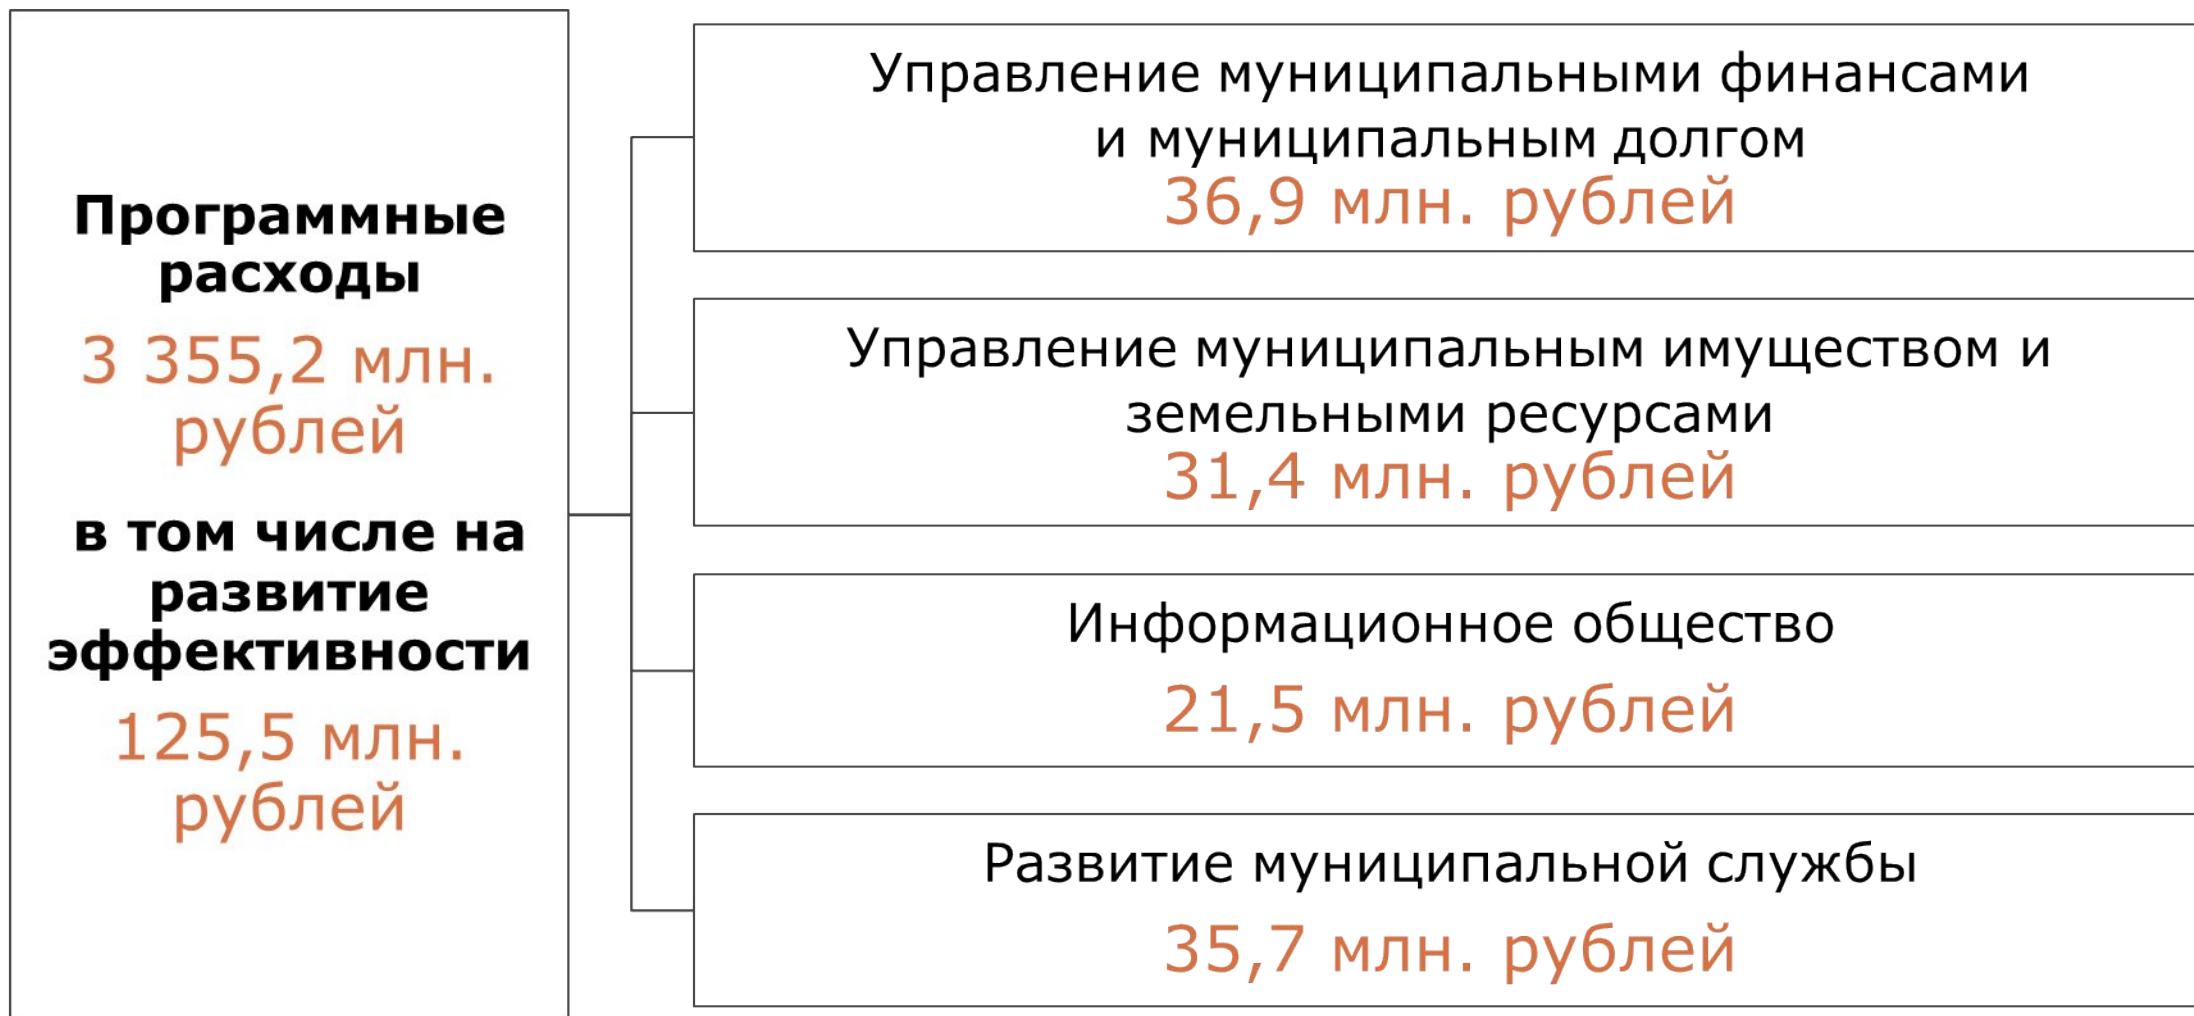 Программные
расходы
3 355,2 млн.
рублей
в том числе на
развитие
эффективности
125,5 млн.
рублей
Управление муниципальными финансами
и муниципальным долгом
36,9 млн. рублей
Управление муниципальным имуществом и
земельными ресурсами
31,4 млн. рублей
Информационное общество
21,5 млн. рублей
Развитие муниципальной службы
35,7 млн. рублей